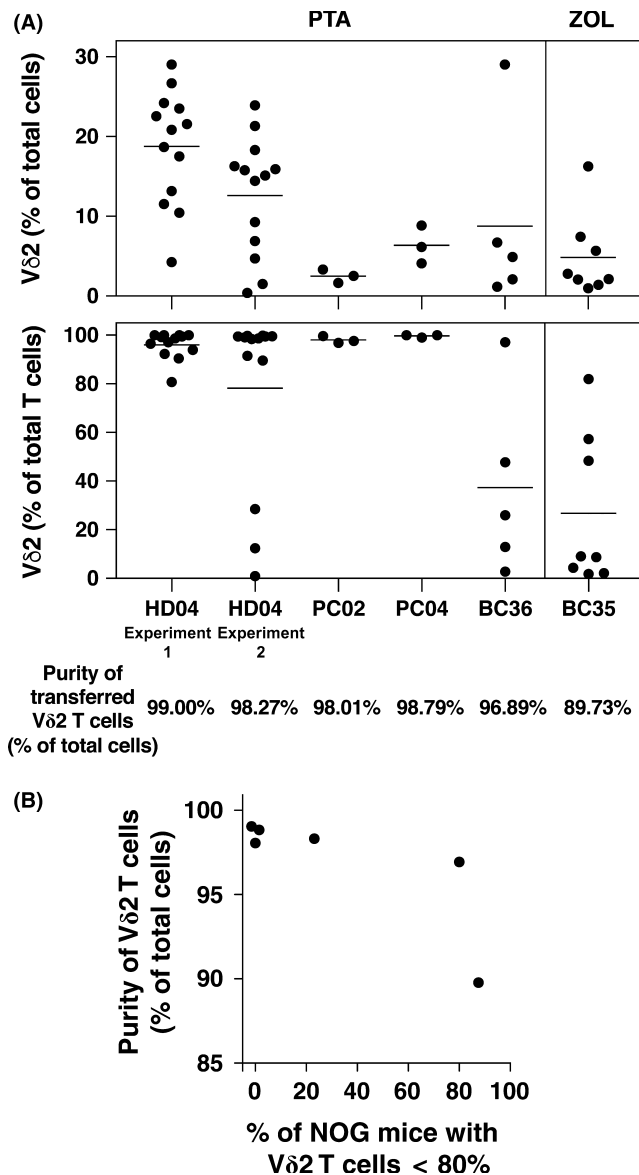 (A) PTA ZOL
Vδ2 (% of total cells)
30
20
10
0
Vδ2 (% of total T cells)
100
80
60
40
20
0
HD04 HD04 PC02 PC04 BC36 BC35
Experiment 1 Experiment 2
Purity of
transferred
Vδ2 T cells
(% of total cells)
99.00% 98.27% 98.01% 98.79% 96.89% 89.73%
(B)
Purity of Vδ2 T cells
(% of total cells)
100
95
90
85
0 20 40 60 80 100
% of NOG mice with
Vδ2 T cells < 80%